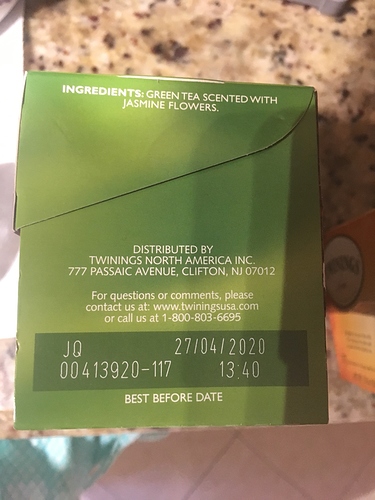 INGREDIENTS: GREEN TEA SCENTED WITH
JASMINE FLOWERS.
DISTRIBUTED BY
TWININGS NORTH AMERICA INC.
777 PASSAIC AVENUE, CLIFTON, NJ 07012
For questions or comments, please
contact us at: www.twiningsusa.com
or call us at 1-800-803-6695
JQ 27/04/2020
00413920-117 13:40
BEST BEFORE DATE